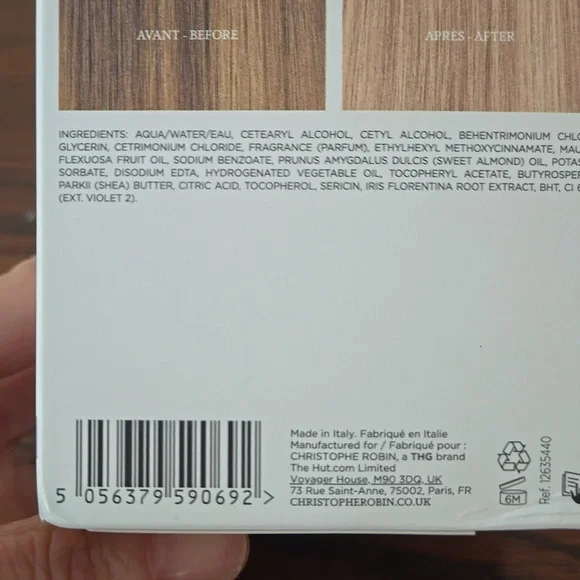 AVANT - BEFORE
APRÈS - AFTER
INGREDIENTS: AQUA/WATER/EAU, CETEARYL ALCOHOL, CETYL ALCOHOL, BEHENTRIMONIUM CHLO
GLYCERIN, CETRIMONIUM CHLORIDE, FRAGRANCE (PARFUM), ETHYLHEXYL METHOXYCINNAMATE, MAU
FLEXUOSA FRUIT OIL, SODIUM BENZOATE, PRUNUS AMYGDALUS DULCIS (SWEET ALMOND) OIL, POTAS
SORBATE, DISODIUM EDTA, HYDROGENATED VEGETABLE OIL, TOCOPHERYL ACETATE, BUTYROSPER
PARKII (SHEA) BUTTER, CITRIC ACID, TOCOPHEROL, SERICIN, IRIS FLORENTINA ROOT EXTRACT, BHT, CI 6
(EXT. VIOLET 2).
Made in Italy. Fabriqué en Italie
Manufactured for / Fabriqué pour :
CHRISTOPHE ROBIN, a THG brand
The Hut.com Limited
Voyager House, M90 3DQ, UK
73 Rue Saint-Anne, 75002, Paris, FR
CHRISTOPHEROBIN.CO.UK
5 056379 590692 >
6M
Ref. 12635440